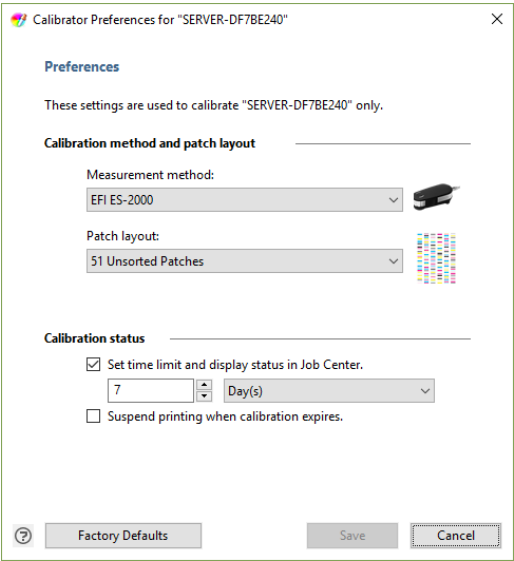 Calibrator Preferences for "SERVER-DF7BE240"
Preferences
These settings are used to calibrate "SERVER-DF7BE240" only.
Calibration method and patch layout
Measurement method:
EFI ES-2000
Patch layout:
51 Unsorted Patches
Calibration status
Set time limit and display status in Job Center.
7 Day(s)
Suspend printing when calibration expires.
? Factory Defaults Save Cancel